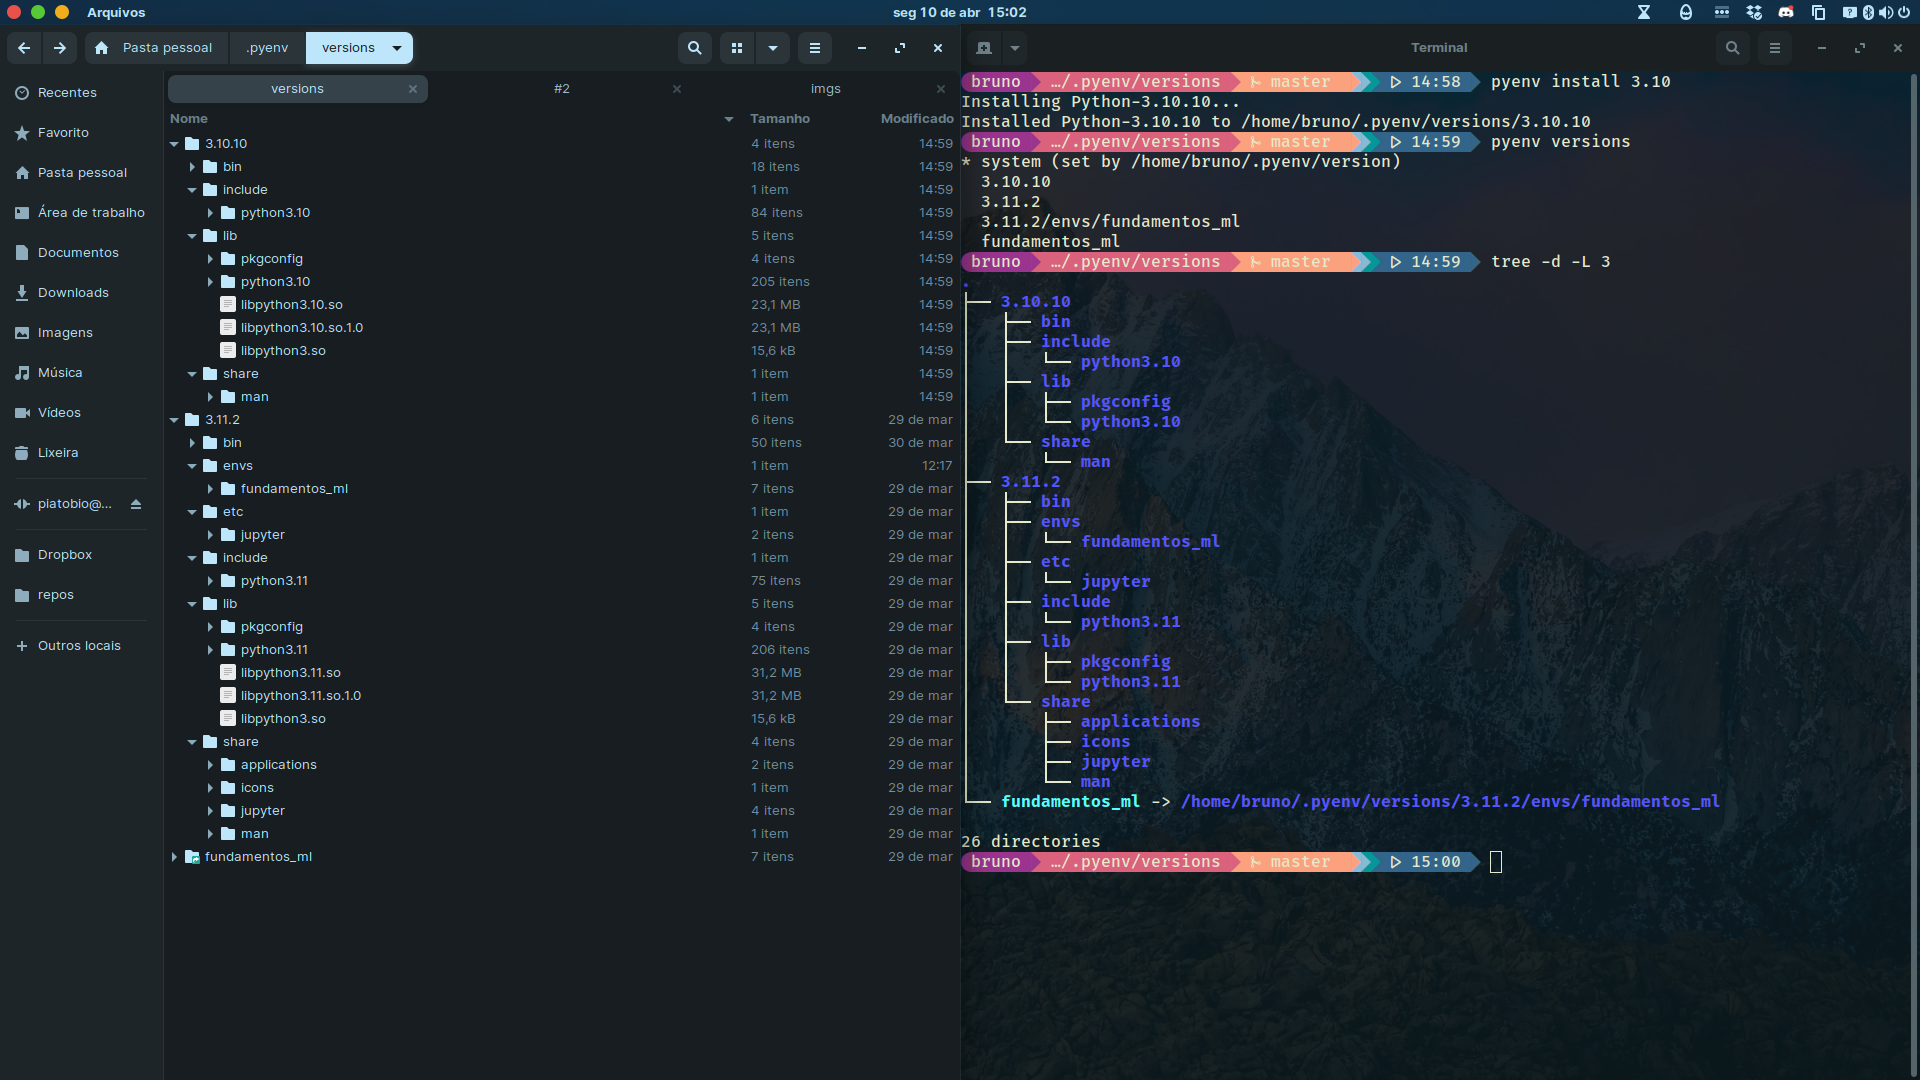 Arquivos
seg 10 de abr 15:02
Pasta pessoal
.pyenv
versions
Recentes
Favorito
Pasta pessoal
Área de trabalho
Documentos
Downloads
Imagens
Música
Vídeos
Lixeira
piatobio@...
Dropbox
repos
Outros locais
versions
#2
imgs
Nome Tamanho Modificado
3.10.10 4 itens 14:59
bin 18 itens 14:59
include 1 item 14:59
python3.10 84 itens 14:59
lib 5 itens 14:59
pkgconfig 4 itens 14:59
python3.10 205 itens 14:59
libpython3.10.so 23,1 MB 14:59
libpython3.10.so.1.0 23,1 MB 14:59
libpython3.so 15,6 kB 14:59
share 1 item 14:59
man 1 item 14:59
3.11.2 6 itens 29 de mar
bin 50 itens 30 de mar
envs 1 item 12:17
fundamentos_ml 7 itens 29 de mar
etc 1 item 29 de mar
jupyter 2 itens 29 de mar
include 1 item 29 de mar
python3.11 75 itens 29 de mar
lib 5 itens 29 de mar
pkgconfig 4 itens 29 de mar
python3.11 206 itens 29 de mar
libpython3.11.so 31,2 MB 29 de mar
libpython3.11.so.1.0 31,2 MB 29 de mar
libpython3.so 15,6 kB 29 de mar
share 4 itens 29 de mar
applications 2 itens 29 de mar
icons 1 item 29 de mar
jupyter 4 itens 29 de mar
man 1 item 29 de mar
fundamentos_ml 7 itens 29 de mar
Terminal
bruno …/.pyenv/versions master 14:58 pyenv install 3.10
Installing Python-3.10.10...
Installed Python-3.10.10 to /home/bruno/.pyenv/versions/3.10.10
bruno …/.pyenv/versions master 14:59 pyenv versions
* system (set by /home/bruno/.pyenv/version)
3.10.10
3.11.2
3.11.2/envs/fundamentos_ml
fundamentos_ml
bruno …/.pyenv/versions master 14:59 tree -d -L 3
.
├── 3.10.10
│   ├── bin
│   ├── include
│   │   └── python3.10
│   ├── lib
│   │   ├── pkgconfig
│   │   └── python3.10
│   └── share
│       └── man
├── 3.11.2
│   ├── bin
│   ├── envs
│   │   └── fundamentos_ml
│   ├── etc
│   │   └── jupyter
│   ├── include
│   │   └── python3.11
│   ├── lib
│   │   ├── pkgconfig
│   │   └── python3.11
│   └── share
│       ├── applications
│       ├── icons
│       ├── jupyter
│       └── man
└── fundamentos_ml -> /home/bruno/.pyenv/versions/3.11.2/envs/fundamentos_ml
26 directories
bruno …/.pyenv/versions master 15:00